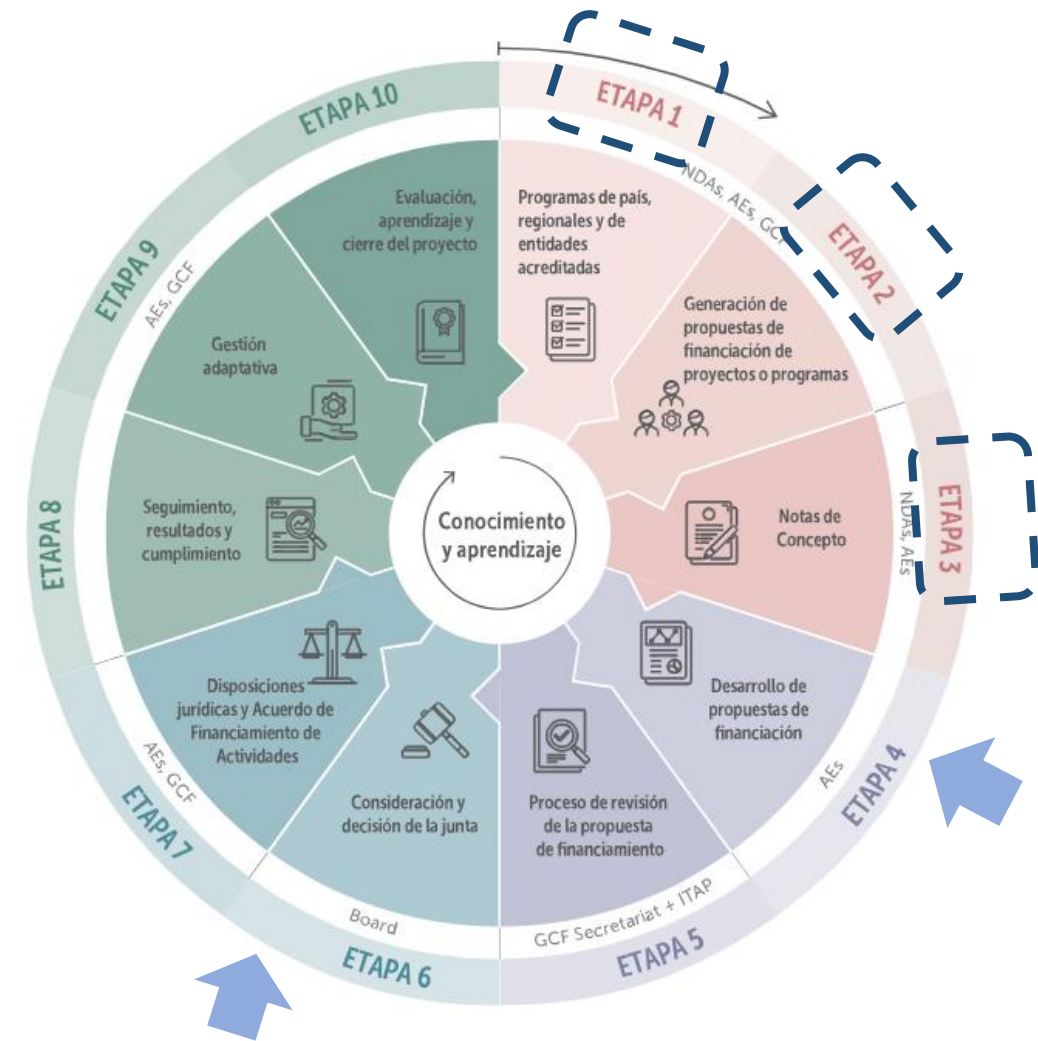 ETAPA 1
NDAs, AEs, GCF
Programas de país,
regionales y de
entidades
acreditadas
ETAPA 2
Generación de
propuestas de
financiación de
proyectos o programas
ETAPA 3
NDAs, AEs
Notas de
Concepto
ETAPA 4
AEs
Desarrollo de
propuestas de
financiación
ETAPA 5
GCF Secretariat + ITAP
Proceso de revisión
de la propuesta
de financiamiento
ETAPA 6
Board
Consideración y
decisión de la junta
ETAPA 7
AEs, GCF
Disposiciones
jurídicas y Acuerdo de
Financiamiento de
Actividades
ETAPA 8
Seguimiento,
resultados y
cumplimiento
ETAPA 9
AEs, GCF
Gestión
adaptativa
ETAPA 10
Evaluación,
aprendizaje y
cierre del proyecto
Conocimiento
y aprendizaje